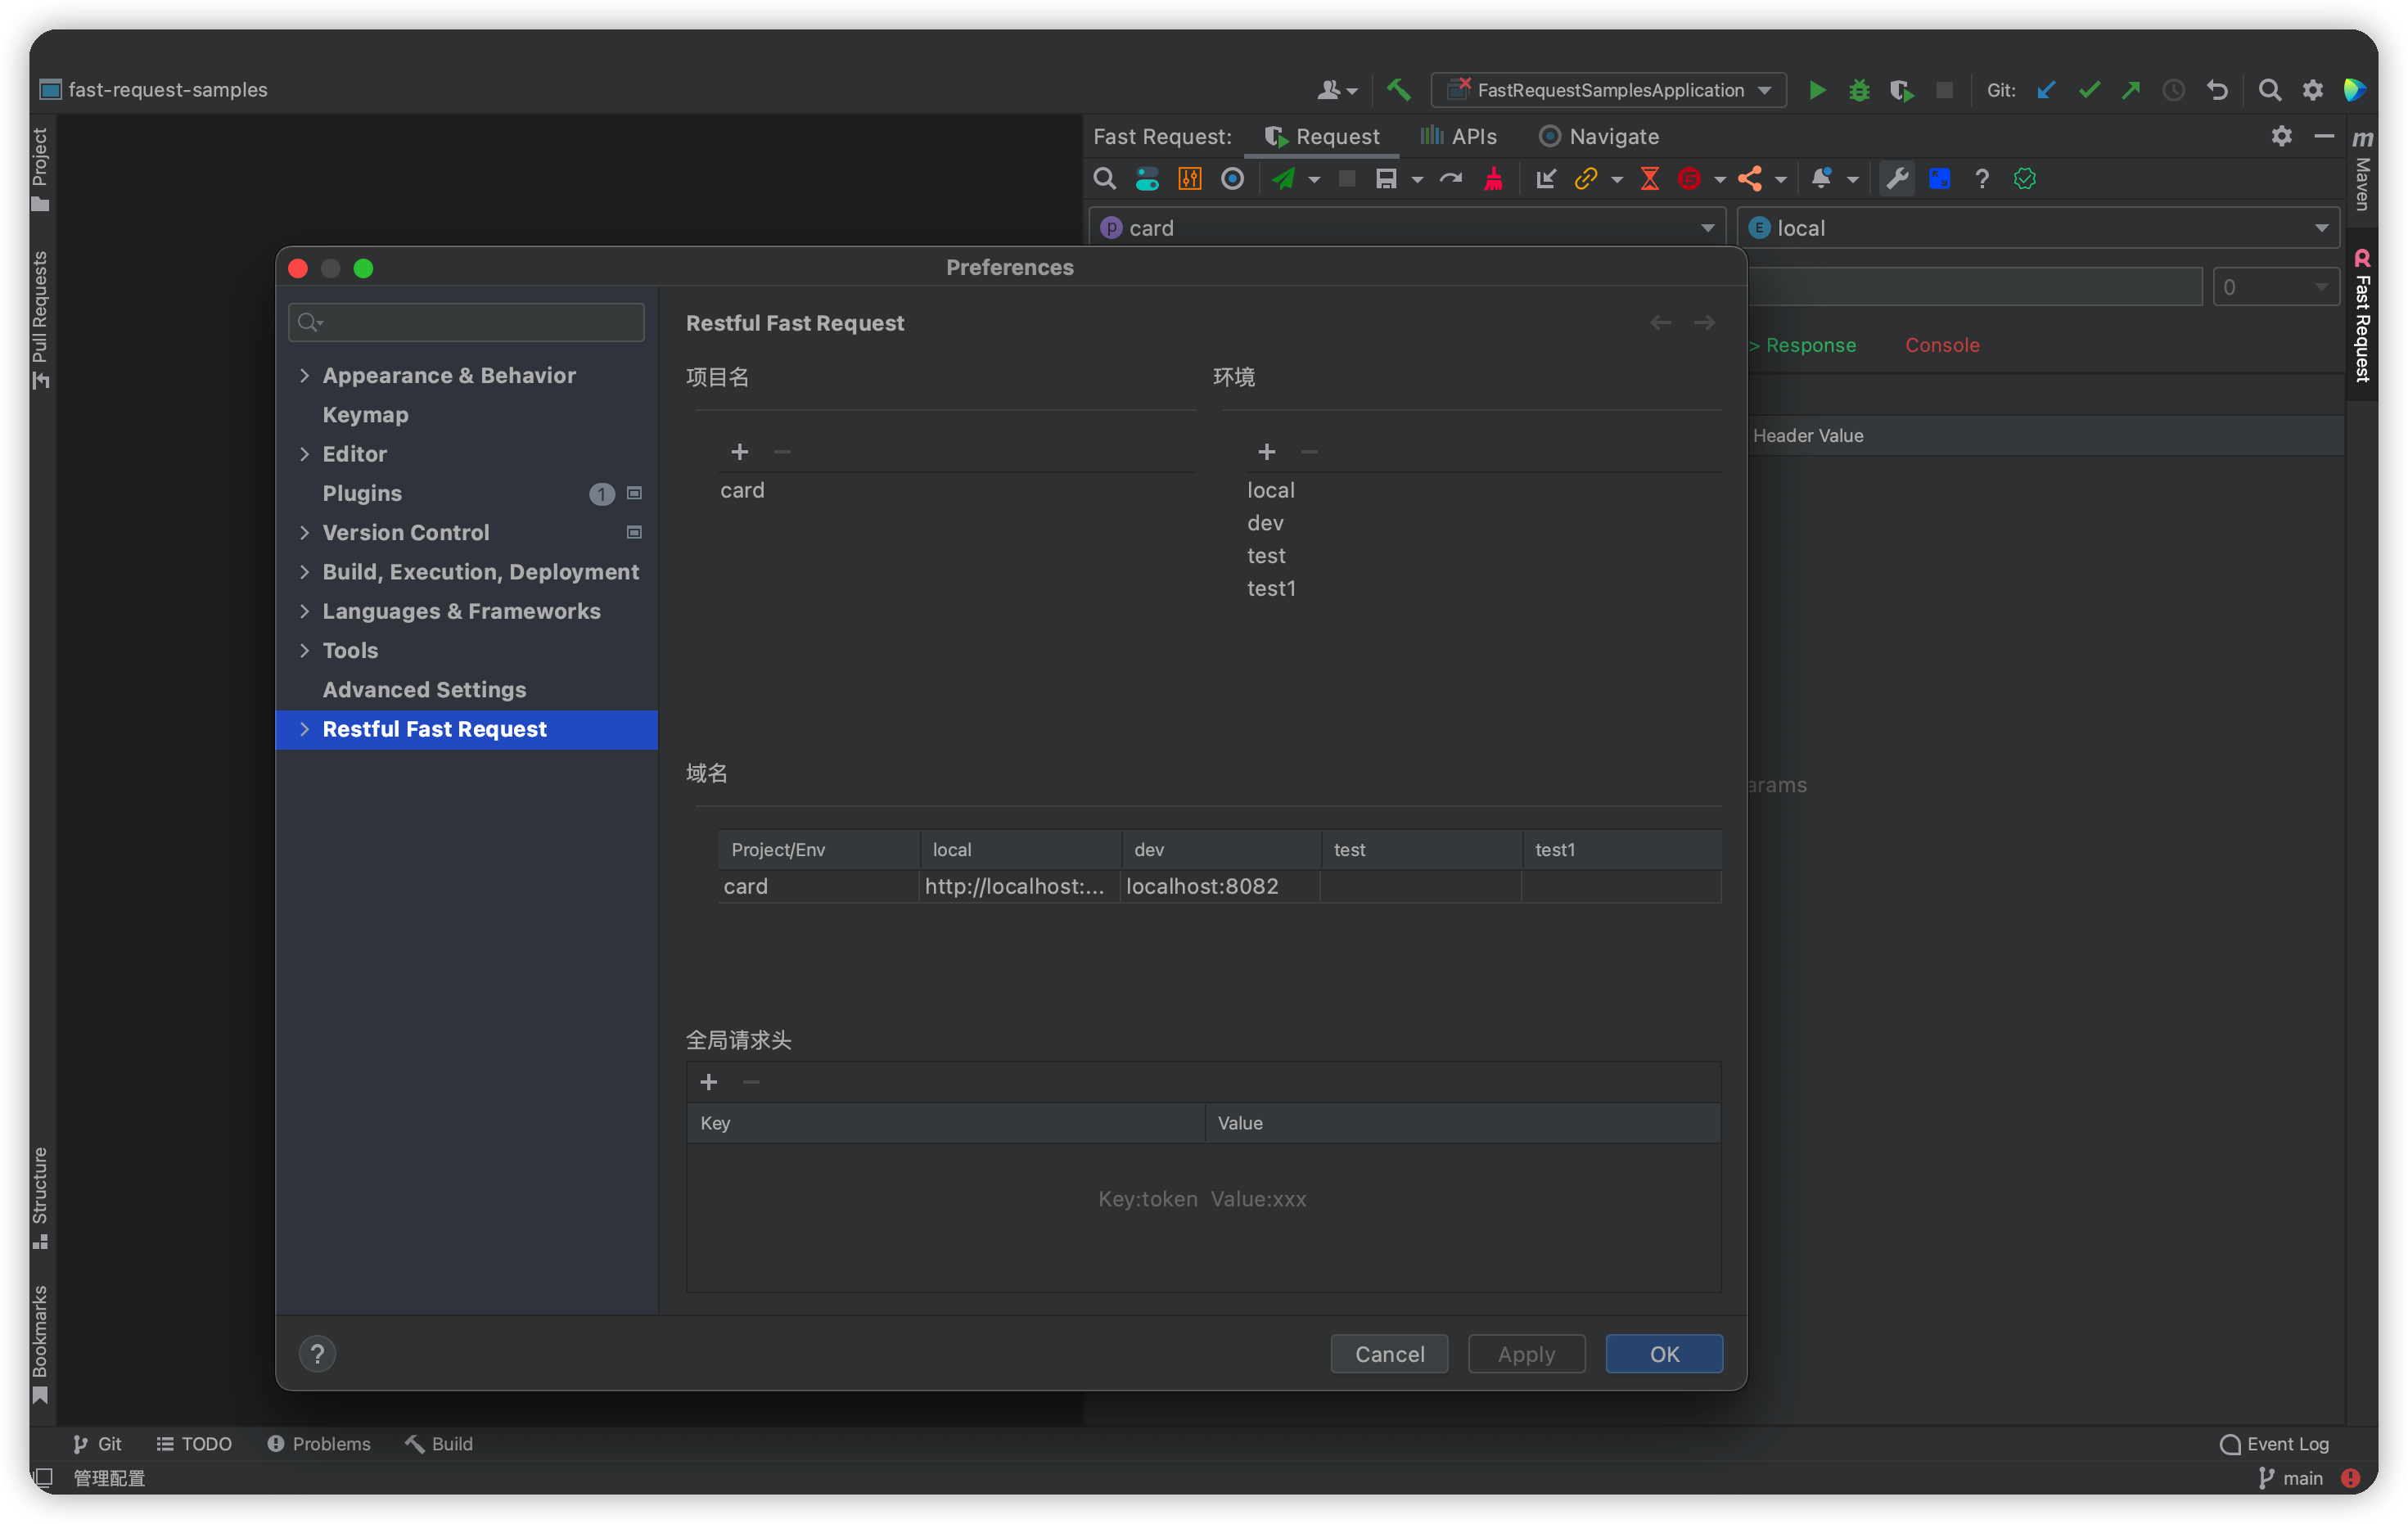 fast-request-samples
FastRequestSamplesApplication
Git:
Project
Pull Requests
Structure
Bookmarks
Fast Request:
Request
APIs
Navigate
p card
E local
0
> Response
Console
Header Value
arams
m
Maven
R
Fast Request
Preferences
Appearance & Behavior
Keymap
Editor
Plugins 1
Version Control
Build, Execution, Deployment
Languages & Frameworks
Tools
Advanced Settings
Restful Fast Request
Restful Fast Request
项目名
环境
card
local
dev
test
test1
域名
Project/Env local dev test test1
card http://localhost:... localhost:8082
全局请求头
Key Value
Key:token Value:xxx
?
Cancel
Apply
OK
Git
TODO
Problems
Build
Event Log
管理配置
main